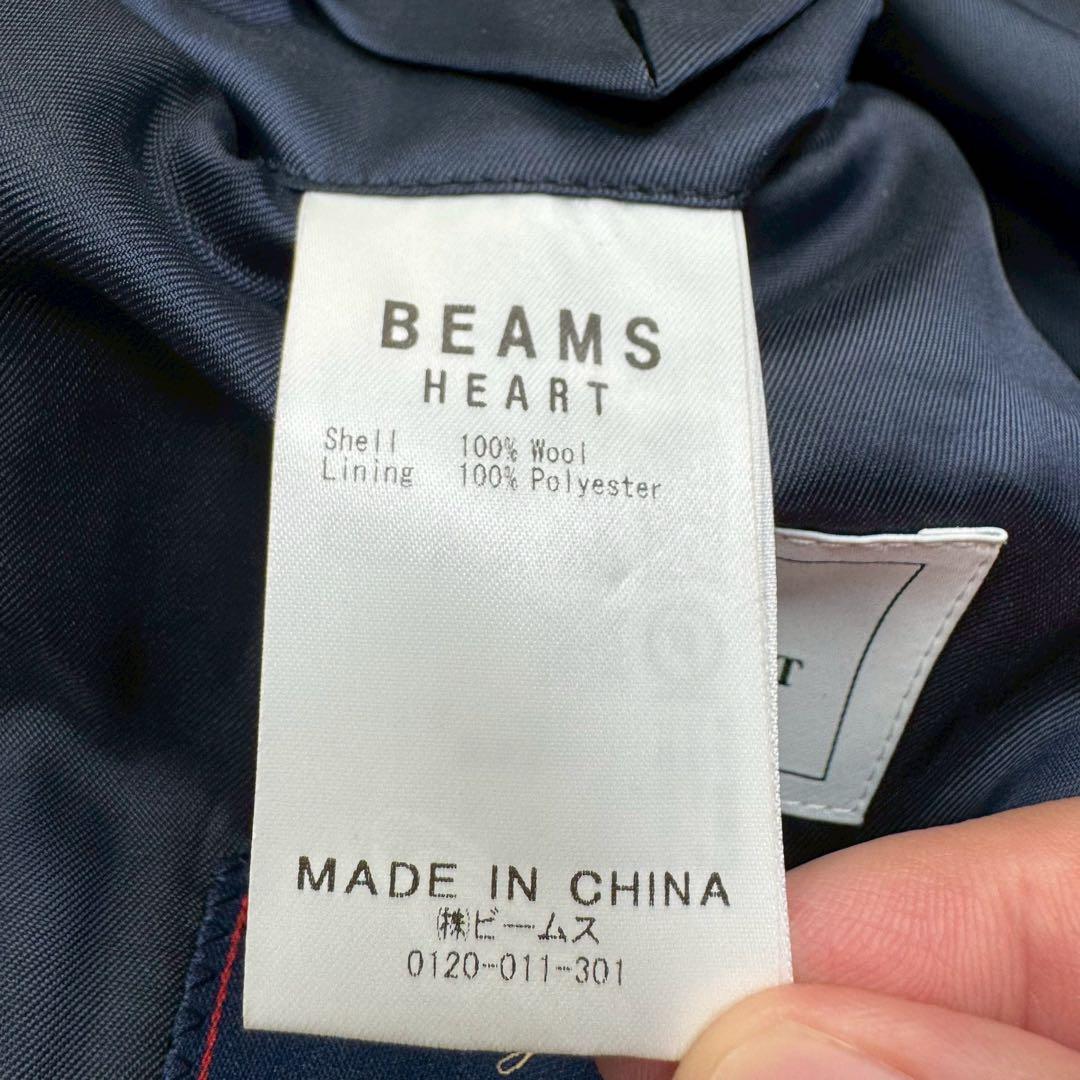 BEAMS
HEART
Shell 100% Wool
Lining 100% Polyester
T
MADE IN CHINA
㈱ビームス
0120-011-301